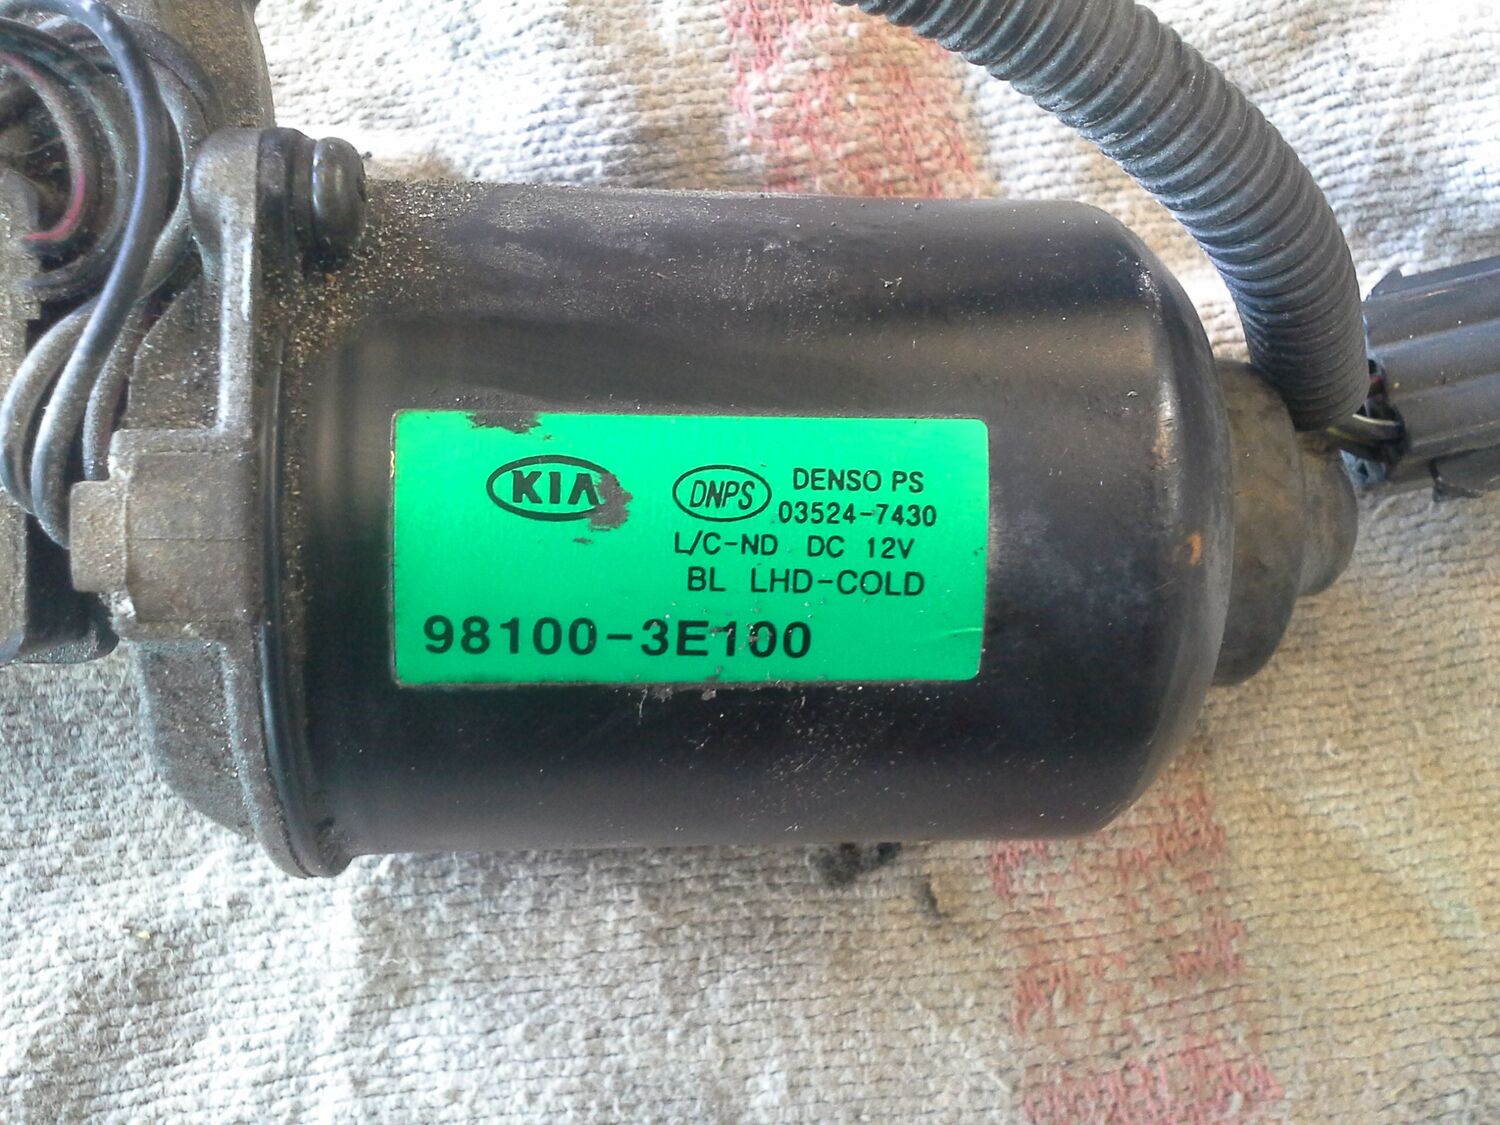 KIA
DNPS
DENSO PS
03524-7430
L/C-ND DC 12V
BL LHD-COLD
98100-3E100